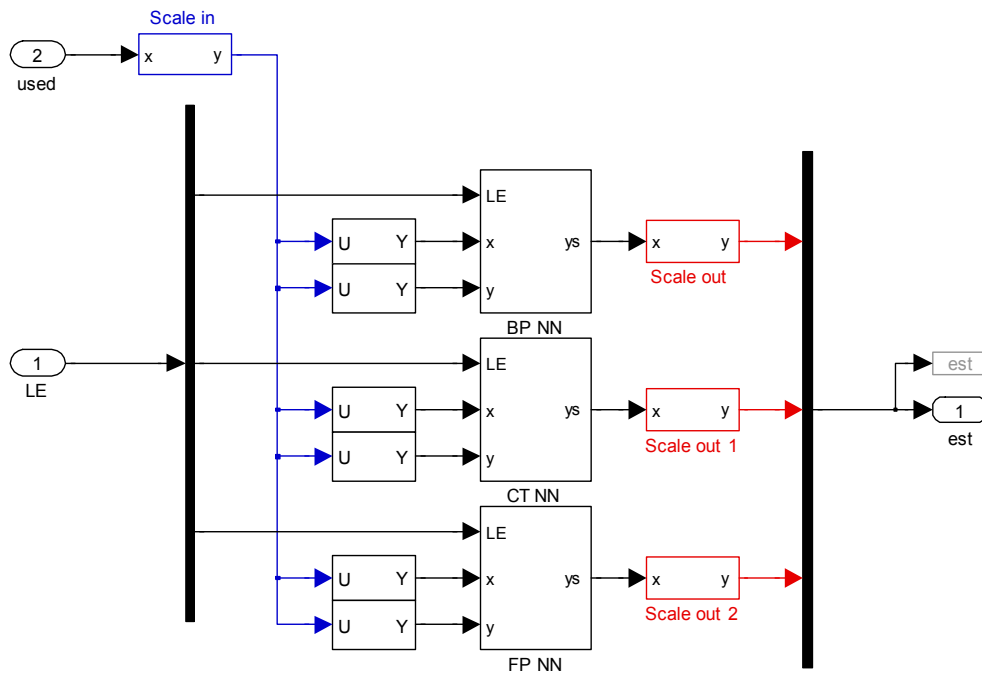 Scale in
2
x y
used
LE
U Y
x
ys
x y
U Y
y
Scale out
BP NN
1
LE
LE
est
U Y
x
ys
x y
1
U Y
y
Scale out 1
est
CT NN
LE
U Y
x
ys
x y
U Y
y
Scale out 2
FP NN